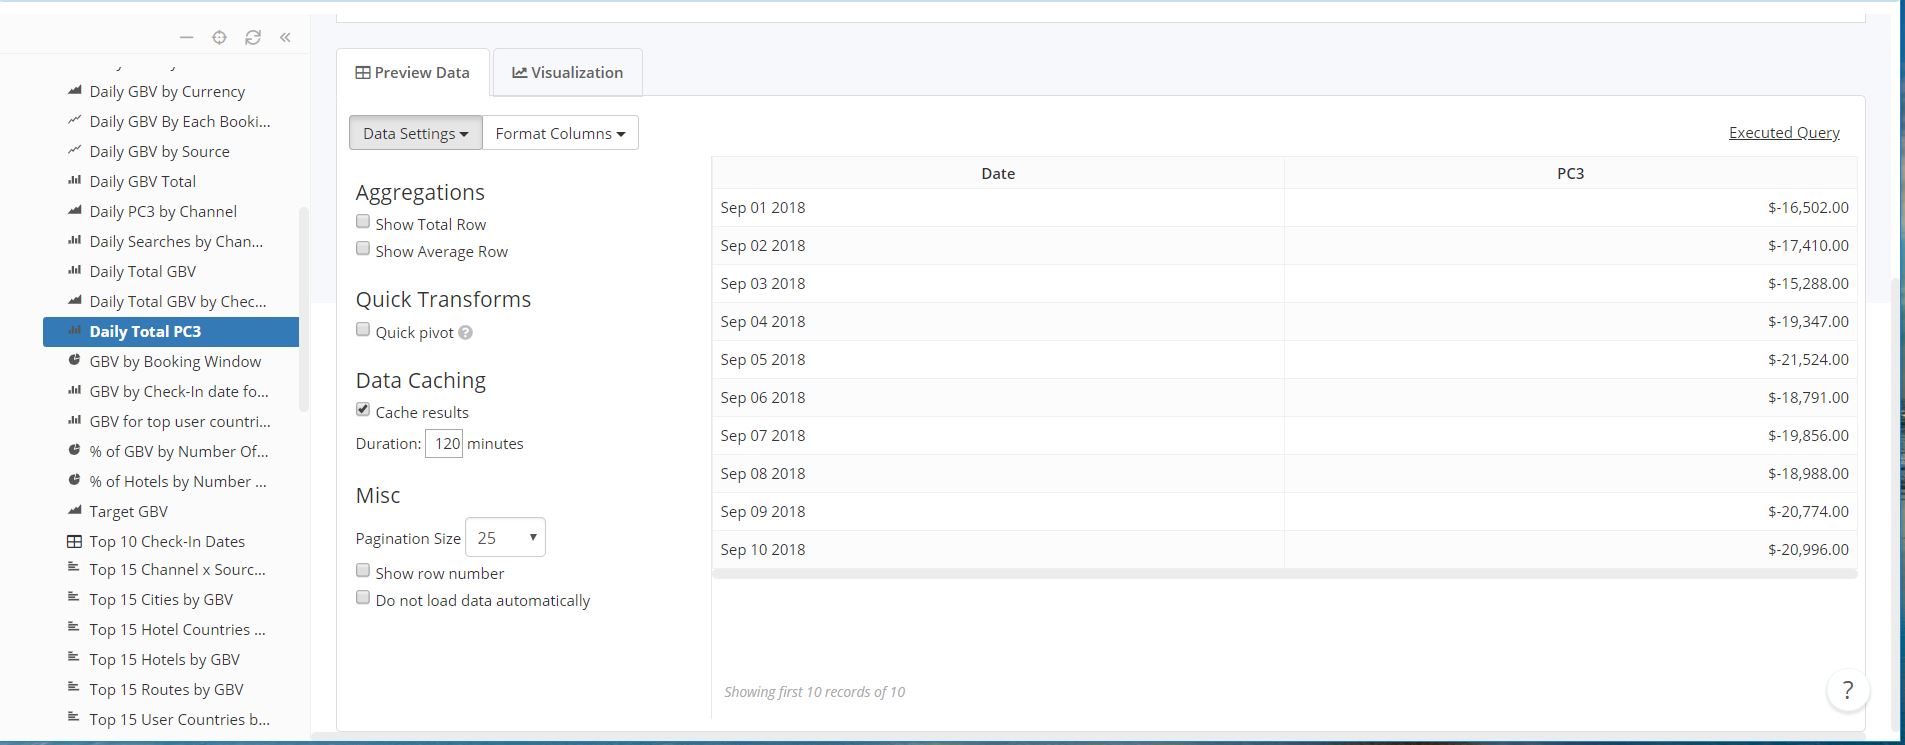 Daily GBV by Currency
Daily GBV By Each Booki...
Daily GBV by Source
Daily GBV Total
Daily PC3 by Channel
Daily Searches by Chan...
Daily Total GBV
Daily Total GBV by Chec...
Daily Total PC3
GBV by Booking Window
GBV by Check-In date fo...
GBV for top user countri...
% of GBV by Number Of...
% of Hotels by Number ...
Target GBV
Top 10 Check-In Dates
Top 15 Channel x Sourc...
Top 15 Cities by GBV
Top 15 Hotel Countries ...
Top 15 Hotels by GBV
Top 15 Routes by GBV
Top 15 User Countries b...
Preview Data
Visualization
Data Settings
Format Columns
Executed Query
Aggregations
Show Total Row
Show Average Row
Quick Transforms
Quick pivot ?
Data Caching
Cache results
Duration: 120 minutes
Misc
Pagination Size 25
Show row number
Do not load data automatically
Date PC3
Sep 01 2018 $-16,502.00
Sep 02 2018 $-17,410.00
Sep 03 2018 $-15,288.00
Sep 04 2018 $-19,347.00
Sep 05 2018 $-21,524.00
Sep 06 2018 $-18,791.00
Sep 07 2018 $-19,856.00
Sep 08 2018 $-18,988.00
Sep 09 2018 $-20,774.00
Sep 10 2018 $-20,996.00
Showing first 10 records of 10
?